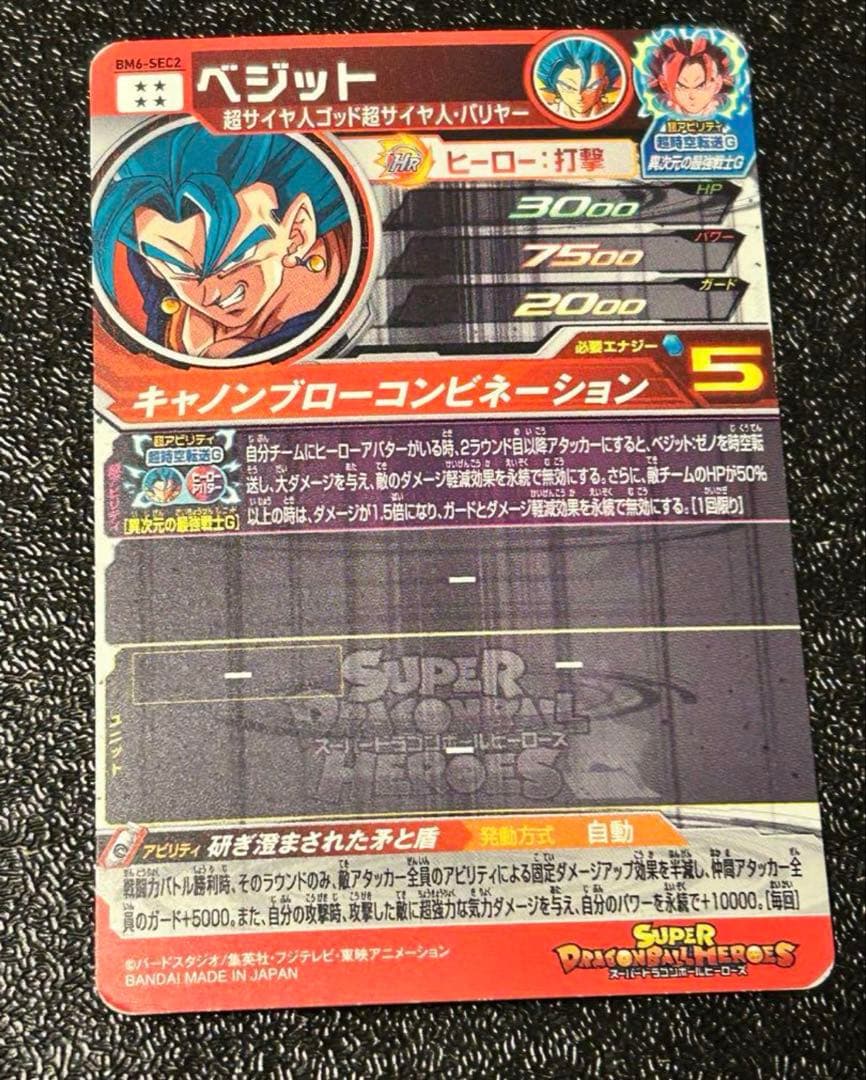 BM6-SEC2
★★
★★
ベジット
超サイヤ人ゴッド超サイヤ人・バリヤー
超アビリティ
超時空転送G
異次元の最強戦士G
HR ヒーロー:打撃
HP
3000
パワー
7500
ガード
2000
必要エナジー 5
キャノンブローコンビネーション
超アビリティ
超アビリティ
超時空転送G
ヒーローアバター
[異次元の最強戦士G]
自分チームにヒーローアバターがいる時、2ラウンド目以降アタッカーにすると、ベジット:ゼノを時空転
送し、大ダメージを与え、敵のダメージ軽減効果を永続で無効にする。さらに、敵チームのHPが50%
以上の時は、ダメージが1.5倍になり、ガードとダメージ軽減効果を永続で無効にする。[1回限り]
ー
ー ー
ユニット
ー
SUPER
DRAGONBALL
スーパードラゴンボールヒーローズ
HEROES
アビリティ 研ぎ澄まされた矛と盾 発動方式 自動
戦闘力バトル勝利時、そのラウンドのみ、敵アタッカー全員のアビリティによる固定ダメージアップ効果を半減し、仲間アタッカー全
員のガード+5000。また、自分の攻撃時、攻撃した敵に超強力な気力ダメージを与え、自分のパワーを永続で+10000。[毎回]
©バードスタジオ/集英社・フジテレビ・東映アニメーション
BANDAI MADE IN JAPAN
SUPER
DRAGONBALL HEROES
スーパードラゴンボールヒーローズ